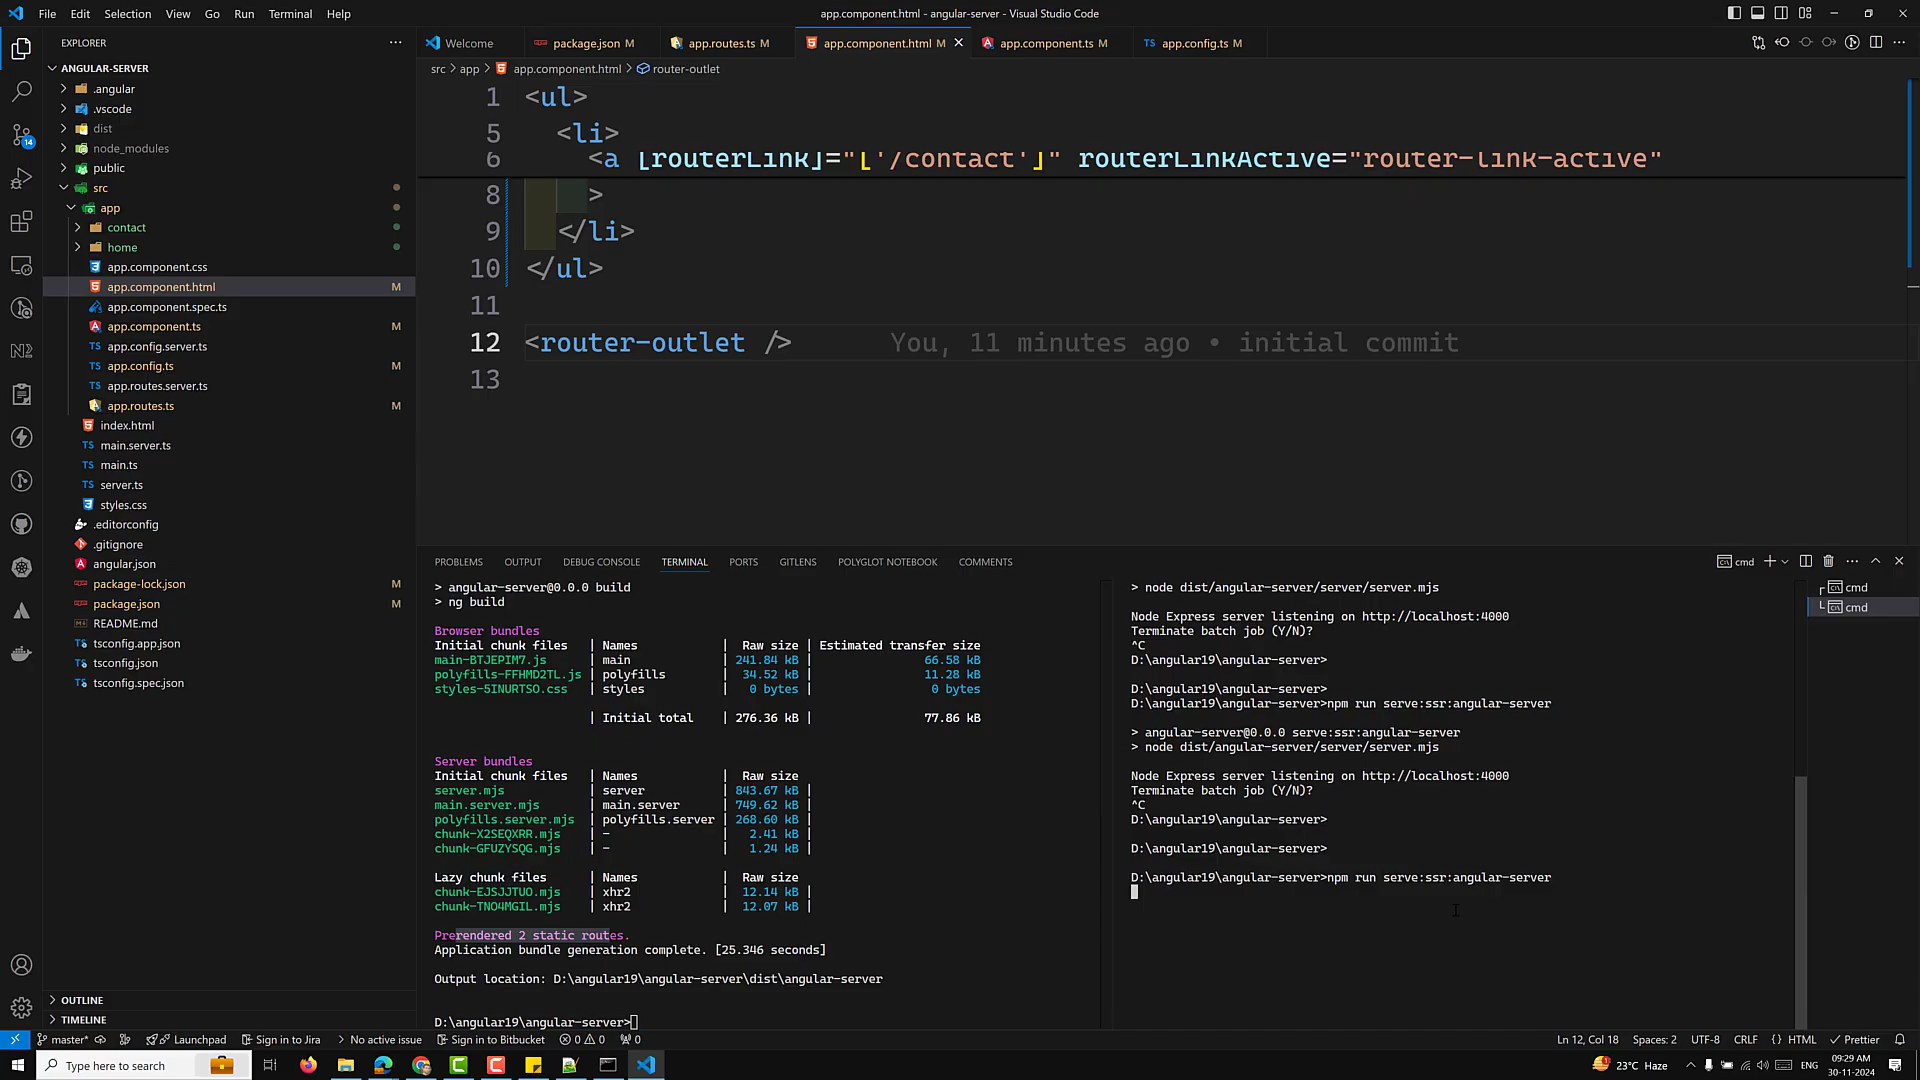 File Edit Selection View Go Run Terminal Help
app.component.html - angular-server - Visual Studio Code
EXPLORER
ANGULAR-SERVER
.angular
.vscode
dist
node_modules
public
src
app
contact
home
app.component.css
app.component.html M
app.component.spec.ts
app.component.ts M
app.config.server.ts
app.config.ts M
app.routes.server.ts
app.routes.ts M
index.html
main.server.ts
main.ts
server.ts
styles.css
.editorconfig
.gitignore
angular.json
package-lock.json M
package.json M
README.md
tsconfig.app.json
tsconfig.json
tsconfig.spec.json
OUTLINE
TIMELINE
14
Welcome
package.json M
app.routes.ts M
app.component.html M
app.component.ts M
app.config.ts M
src > app > app.component.html > router-outlet
1 <ul>
5 <li>
6 <a [routerLink]="['/contact']" routerLinkActive="router-link-active"
8 >
9 </li>
10 </ul>
11
12 <router-outlet /> You, 11 minutes ago • initial commit
13
PROBLEMS OUTPUT DEBUG CONSOLE TERMINAL PORTS GITLENS POLYGLOT NOTEBOOK COMMENTS
cmd
> angular-server@0.0.0 build
> ng build
Browser bundles
Initial chunk files | Names | Raw size | Estimated transfer size
main-BTJEPIM7.js | main | 241.84 kB | 66.58 kB
polyfills-FFHMD2TL.js | polyfills | 34.52 kB | 11.28 kB
styles-5INURTSO.css | styles | 0 bytes | 0 bytes
| Initial total | 276.36 kB | 77.86 kB
Server bundles
Initial chunk files | Names | Raw size
server.mjs | server | 843.67 kB |
main.server.mjs | main.server | 749.62 kB |
polyfills.server.mjs | polyfills.server | 268.60 kB |
chunk-X2SEQXRR.mjs | - | 2.41 kB |
chunk-GFUZYSQG.mjs | - | 1.24 kB |
Lazy chunk files | Names | Raw size
chunk-EJSJJTUO.mjs | xhr2 | 12.14 kB |
chunk-TNO4MGIL.mjs | xhr2 | 12.07 kB |
Prerendered 2 static routes.
Application bundle generation complete. [25.346 seconds]
Output location: D:\angular19\angular-server\dist\angular-server
D:\angular19\angular-server>
> node dist/angular-server/server/server.mjs
Node Express server listening on http://localhost:4000
Terminate batch job (Y/N)?
^C
D:\angular19\angular-server>
D:\angular19\angular-server>
D:\angular19\angular-server>npm run serve:ssr:angular-server
> angular-server@0.0.0 serve:ssr:angular-server
> node dist/angular-server/server/server.mjs
Node Express server listening on http://localhost:4000
Terminate batch job (Y/N)?
^C
D:\angular19\angular-server>
D:\angular19\angular-server>
D:\angular19\angular-server>npm run serve:ssr:angular-server
cmd
cmd
master* Launchpad Sign in to Jira No active issue Sign in to Bitbucket 0 0 0
Ln 12, Col 18 Spaces: 2 UTF-8 CRLF {} HTML Prettier
Type here to search
23°C Haze
ENG
09:29 AM
30-11-2024